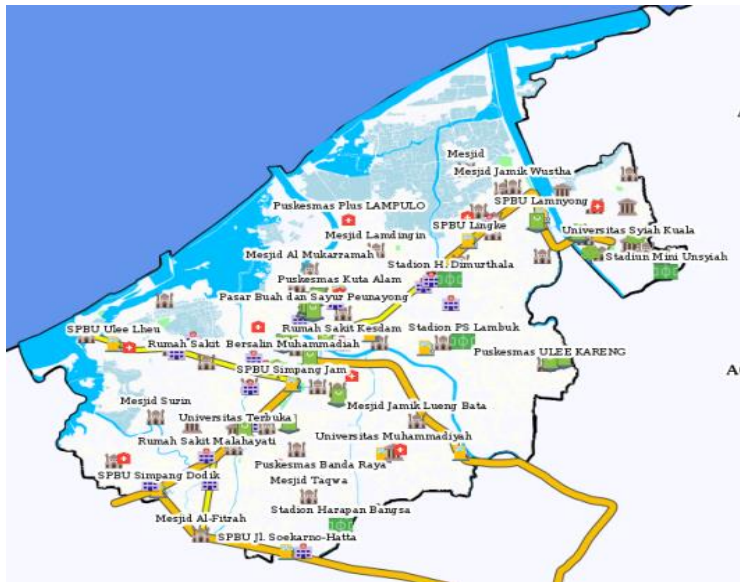 Mesjid
Mesjid Jamik Wustha
Puskesmas Plus LAMPULO
SPBU Lamnyong
SPBU Lingke
Universitas Syiah Kuala
Mesjid Lamdingin
Mesjid Al Mukarramah
Stadiun Mini Unsyiah
Stadion H. Dimurthala
Puskesmas Kuta Alam
Pasar Buah dan Sayur Peunayong
SPBU Ulee Lheu
Rumah Sakit Kesdam
Stadion PS Lambuk
Rumah Sakit Bersalin Muhammadiah
Puskesmas ULEE KARENG
SPBU Simpang Jam
Mesjid Surin
Mesjid Jamik Lueng Bata
Universitas Terbuka
Rumah Sakit Malahayati
Universitas Muhammadiyah
Puskesmas Banda Raya
SPBU Simpang Dodik
Mesjid Taqwa
Stadion Harapan Bangsa
Mesjid Al-Fitrah
SPBU Jl. Soekarno-Hatta